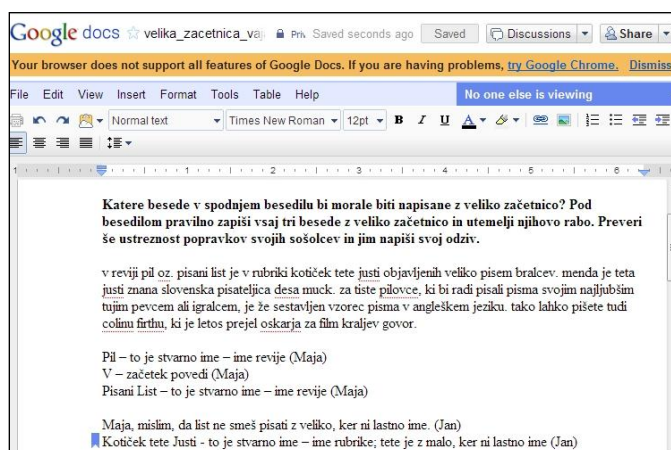 Google docs velika_zacetnica_vaj Saved seconds ago Saved Discussions Share
Your browser does not support all features of Google Docs. If you are having problems, try Google Chrome. Dismiss
File Edit View Insert Format Tools Table Help No one else is viewing
Normal text Times New Roman 12pt B I U A
1 1 2 3 4 5 6
Katere besede v spodnjem besedilu bi morale biti napisane z veliko začetnico? Pod
besedilom pravilno zapiši vsaj tri besede z veliko začetnico in utemelji njihovo rabo. Preveri
še ustreznost popravkov svojih sošolcev in jim napiši svoj odziv.
v reviji pil oz. pisani list je v rubriki kotiček tete justi objavljenih veliko pisem bralcev. menda je teta
justi znana slovenska pisateljica desa muck. za tiste pilovce, ki bi radi pisali pisma svojim najljubšim
tujim pevcem ali igralcem, je že sestavljen vzorec pisma v angleškem jeziku. tako lahko pišete tudi
colinu firthu, ki je letos prejel oskarja za film kraljev govor.
Pil – to je stvarno ime – ime revije (Maja)
V – začetek povedi (Maja)
Pisani List – to je stvarno ime – ime revije (Maja)
Maja, mislim, da list ne smeš pisati z veliko, ker ni lastno ime. (Jan)
Kotiček tete Justi - to je stvarno ime – ime rubrike; tete je z malo, ker ni lastno ime (Jan)